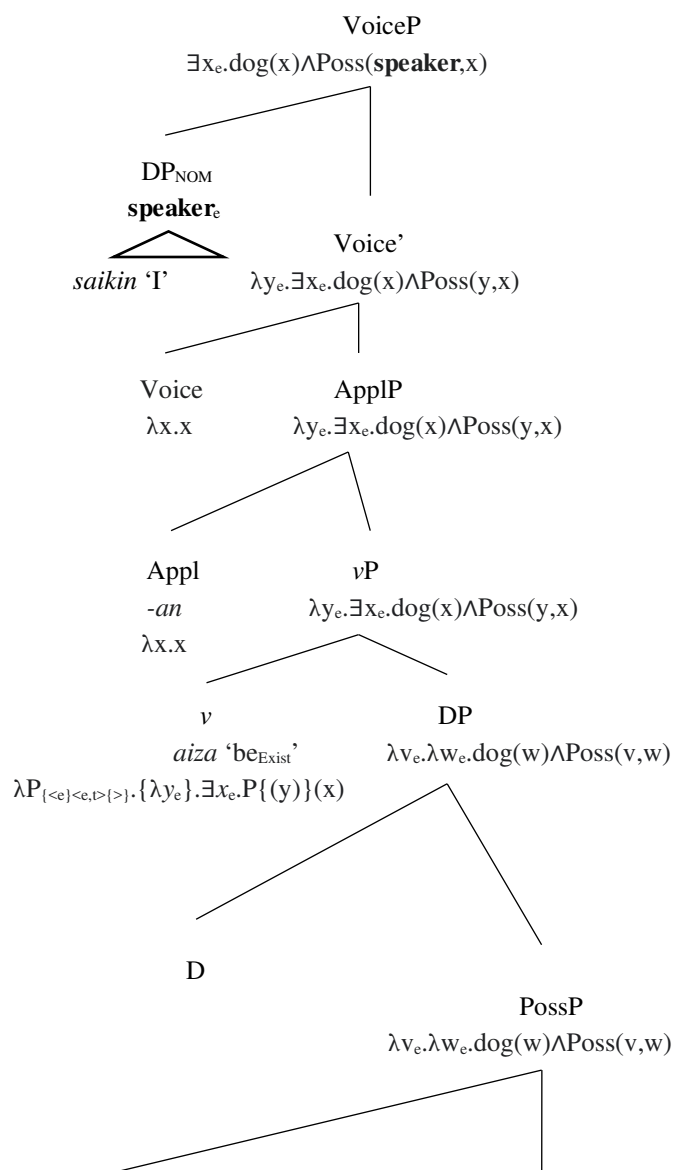 VoiceP
∃xₑ.dog(x)∧Poss(speaker,x)
DP_NOM
speakerₑ
saikin ‘I’
Voice’
λyₑ.∃xₑ.dog(x)∧Poss(y,x)
Voice
λx.x
ApplP
λyₑ.∃xₑ.dog(x)∧Poss(y,x)
Appl
-an
λx.x
vP
λyₑ.∃xₑ.dog(x)∧Poss(y,x)
v
aiza ‘be_Exist’
λP_{<e}<e,t>{>}.{λyₑ}.∃xₑ.P{(y)}(x)
DP
λvₑ.λwₑ.dog(w)∧Poss(v,w)
D
PossP
λvₑ.λwₑ.dog(w)∧Poss(v,w)